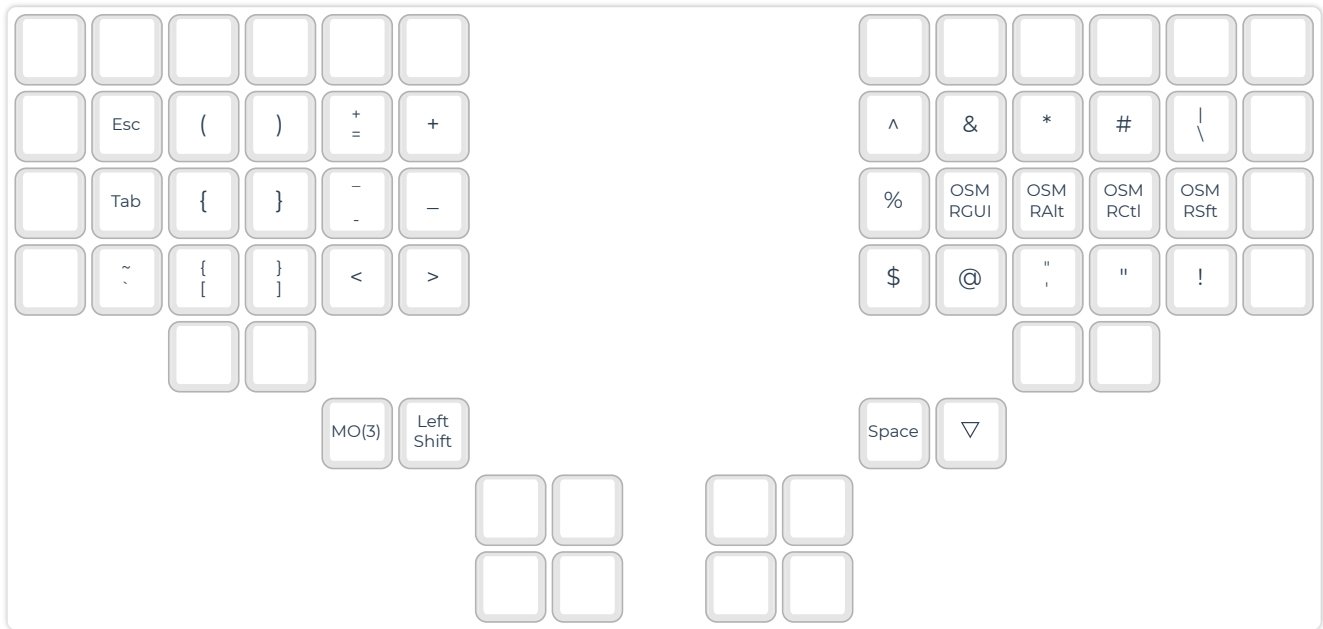 Esc ( ) + = + ^ & * # | \
Tab { } _ - _ % OSM RGUI OSM RAlt OSM RCtl OSM RSft
~ ` { [ } ] < > $ @ " ' " !
MO(3) Left Shift Space ▽